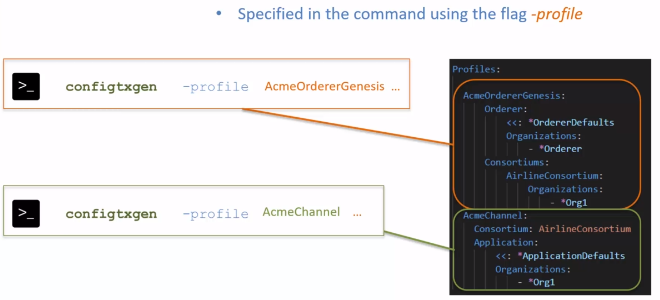 • Specified in the command using the flag -profile
>_ configtxgen -profile AcmeOrdererGenesis ...
>_ configtxgen -profile AcmeChannel ...
Profiles:
AcmeOrdererGenesis:
Orderer:
<<: *OrdererDefaults
Organizations:
- *Orderer
Consortiums:
AirlineConsortium:
Organizations:
- *Org1
AcmeChannel:
Consortium: AirlineConsortium
Application:
<<: *ApplicationDefaults
Organizations:
- *Org1